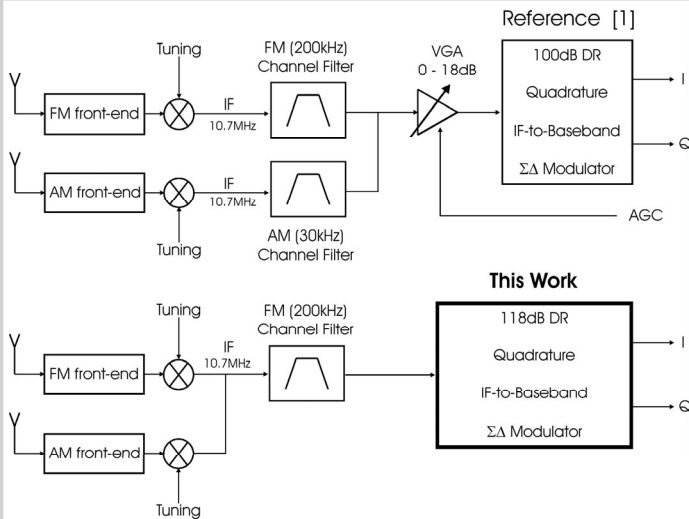 Reference [1]
Tuning
FM (200kHz)
Channel Filter
VGA
0 - 18dB
100dB DR
Quadrature
IF-to-Baseband
ΣΔ Modulator
I
Q
FM front-end
IF
10.7MHz
AM front-end
IF
10.7MHz
Tuning
AM (30kHz)
Channel Filter
AGC
This Work
Tuning
FM (200kHz)
Channel Filter
118dB DR
Quadrature
IF-to-Baseband
ΣΔ Modulator
I
Q
FM front-end
IF
10.7MHz
AM front-end
Tuning